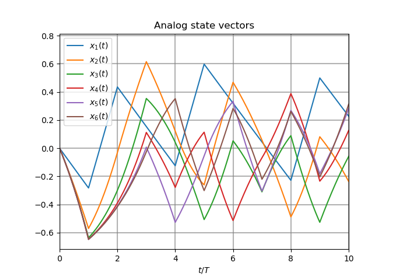 Analog state vectors
0.8
0.6
0.4
0.2
0.0
−0.2
−0.4
−0.6
x₁(t)
x₂(t)
x₃(t)
x₄(t)
x₅(t)
x₆(t)
0 2 4 6 8 10
t/T